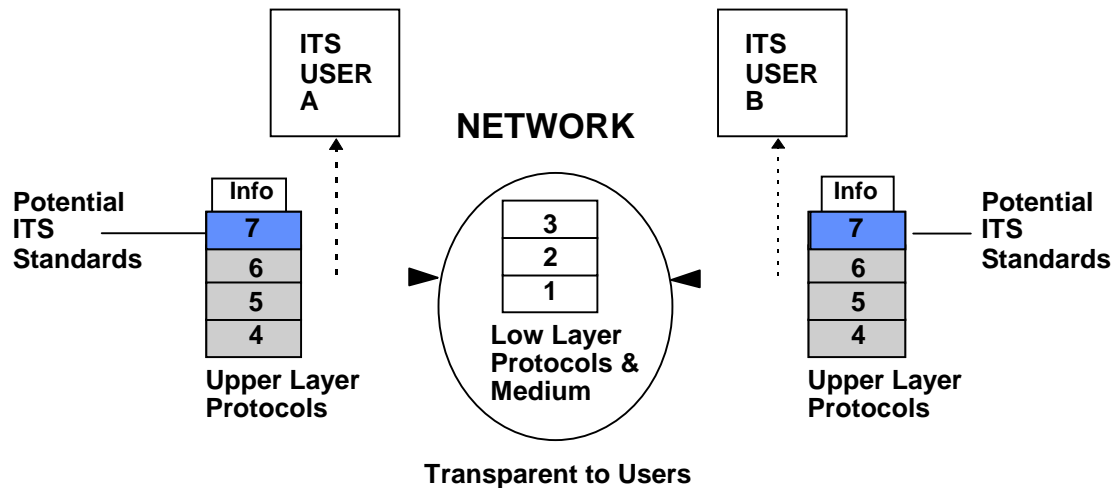 ITS
USER
A
ITS
USER
B
NETWORK
Potential
ITS
Standards
Info
7
6
5
4
Upper Layer
Protocols
3
2
1
Low Layer
Protocols &
Medium
Info
7
6
5
4
Upper Layer
Protocols
Potential
ITS
Standards
Transparent to Users